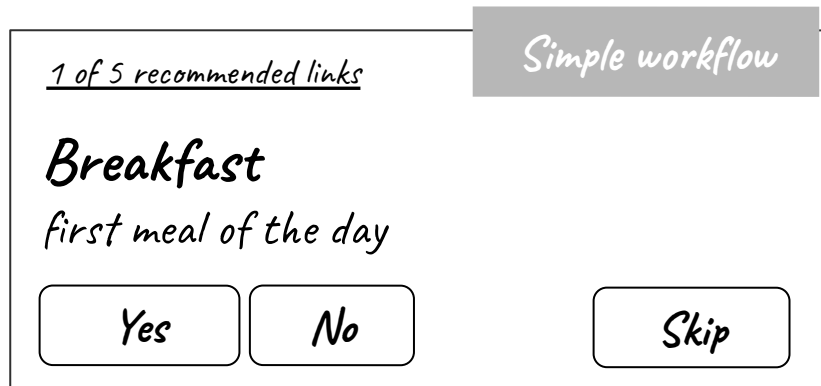 Simple workflow
1 of 5 recommended links
Breakfast
first meal of the day
Yes No Skip